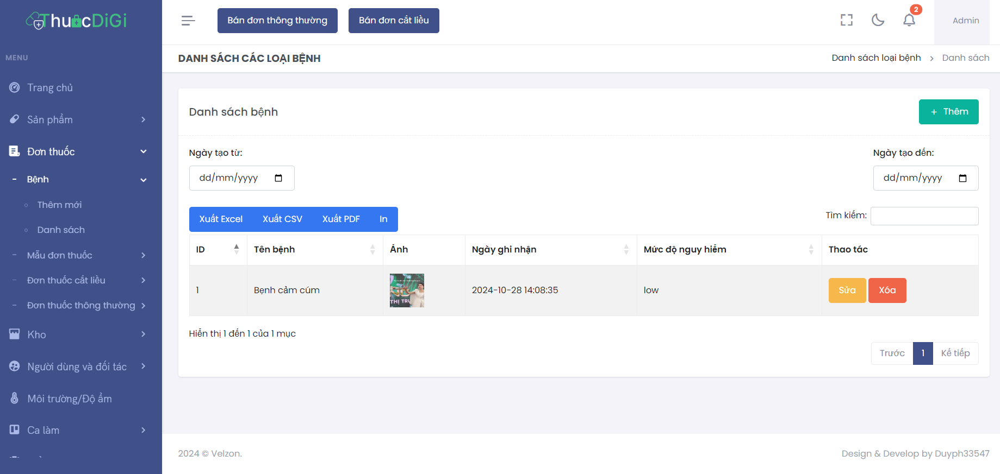 ThuốcDiGi
MENU
Trang chủ
Sản phẩm
Đơn thuốc
Bệnh
Thêm mới
Danh sách
Mẫu đơn thuốc
Đơn thuốc cắt liều
Đơn thuốc thông thường
Kho
Người dùng và đối tác
Môi trường/Độ ẩm
Ca làm
Bán đơn thông thường
Bán đơn cắt liều
2
Admin
DANH SÁCH CÁC LOẠI BỆNH
Danh sách loại bệnh > Danh sách
Danh sách bệnh
+ Thêm
Ngày tạo từ:
dd/mm/yyyy
Ngày tạo đến:
dd/mm/yyyy
Xuất Excel Xuất CSV Xuất PDF In
Tìm kiếm:
ID Tên bệnh Ảnh Ngày ghi nhận Mức độ nguy hiểm Thao tác
1 Bẹnh cảm cúm 2024-10-28 14:08:35 low Sửa Xóa
THỊ TRƯ
Hiển thị 1 đến 1 của 1 mục
Trước 1 Kế tiếp
2024 © Velzon.
Design & Develop by Duyph33547